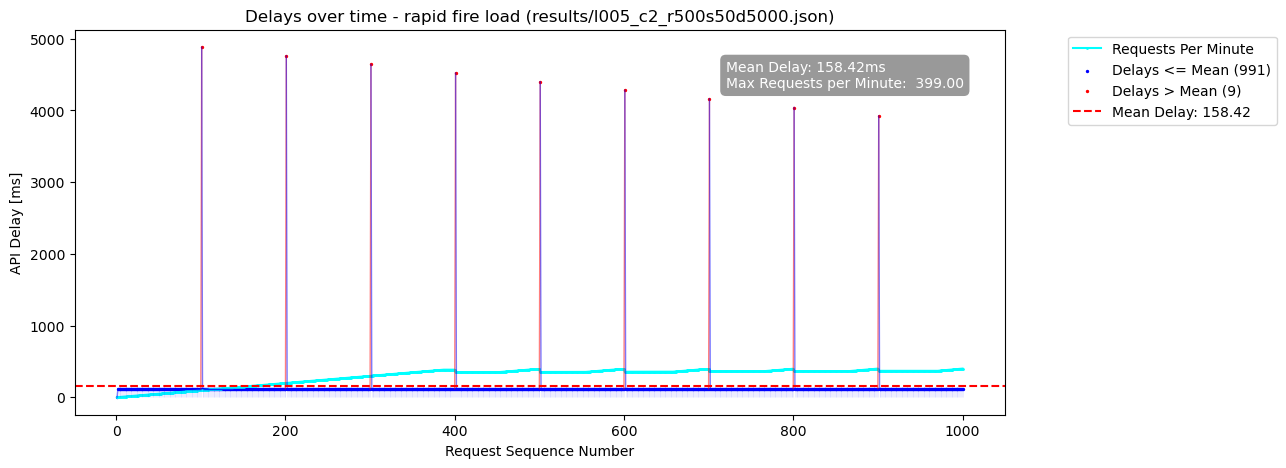 Delays over time - rapid fire load (results/l005_c2_r500s50d5000.json)
API Delay [ms]
5000
4000
3000
2000
1000
0
0
200
400
600
800
1000
Request Sequence Number
Mean Delay: 158.42ms
Max Requests per Minute:  399.00
Requests Per Minute
Delays <= Mean (991)
Delays > Mean (9)
Mean Delay: 158.42